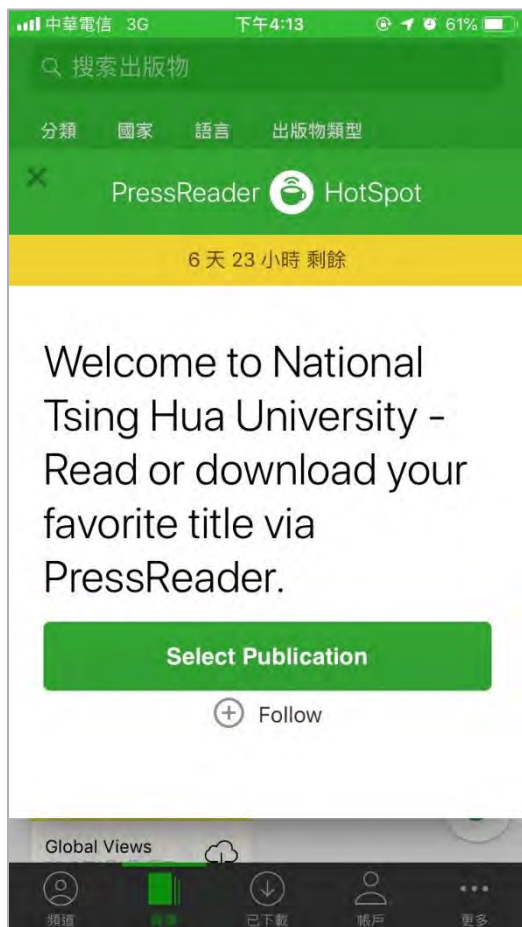 中華電信 3G 下午4:13 61%
搜索出版物
分類 國家 語言 出版物類型
PressReader HotSpot
6 天 23 小時 剩餘
Welcome to National
Tsing Hua University -
Read or download your
favorite title via
PressReader.
Select Publication
Follow
Global Views
頻道 已下載 帳戶 更多